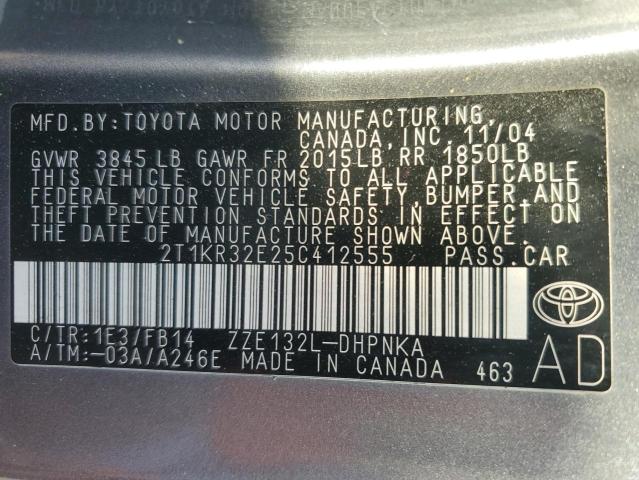 MFD.BY:TOYOTA MOTOR MANUFACTURING,
CANADA,INC. 11/04
GVWR 3845 LB GAWR FR 2015LB RR 1850LB
THIS VEHICLE CONFORMS TO ALL APPLICABLE
FEDERAL MOTOR VEHICLE SAFETY,BUMPER,AND
THEFT PREVENTION STANDARDS IN EFFECT ON
THE DATE OF MANUFACTURE SHOWN ABOVE.
2T1KR32E25C412555 PASS.CAR
C/TR:1E3/FB14 ZZE132L-DHPNKA
A/TM:-03A/A246E MADE IN CANADA 463
AD